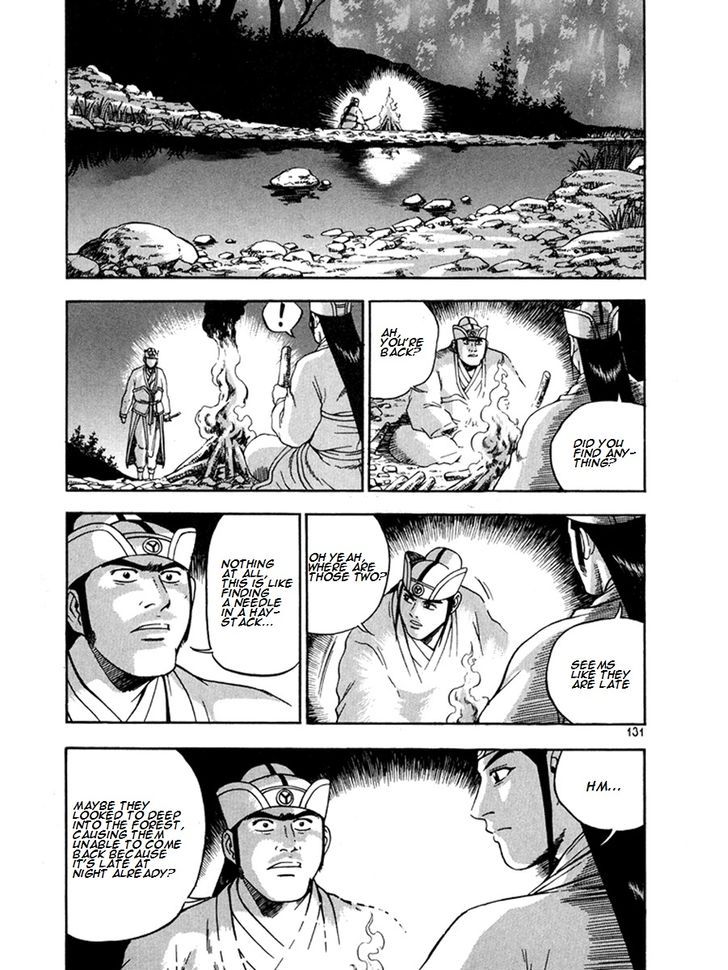 !
AH,
YOU'RE
BACK?
DID YOU
FIND ANY-
THING?
NOTHING
AT ALL,
THIS IS LIKE
FINDING
A NEEDLE
IN A HAY-
STACK...
OH YEAH,
WHERE ARE
THOSE TWO?
SEEMS
LIKE THEY
ARE LATE
131
MAYBE THEY
LOOKED TO DEEP
INTO THE FOREST,
CAUSING THEM
UNABLE TO COME
BACK BECAUSE
IT'S LATE AT
NIGHT ALREADY?
HM...